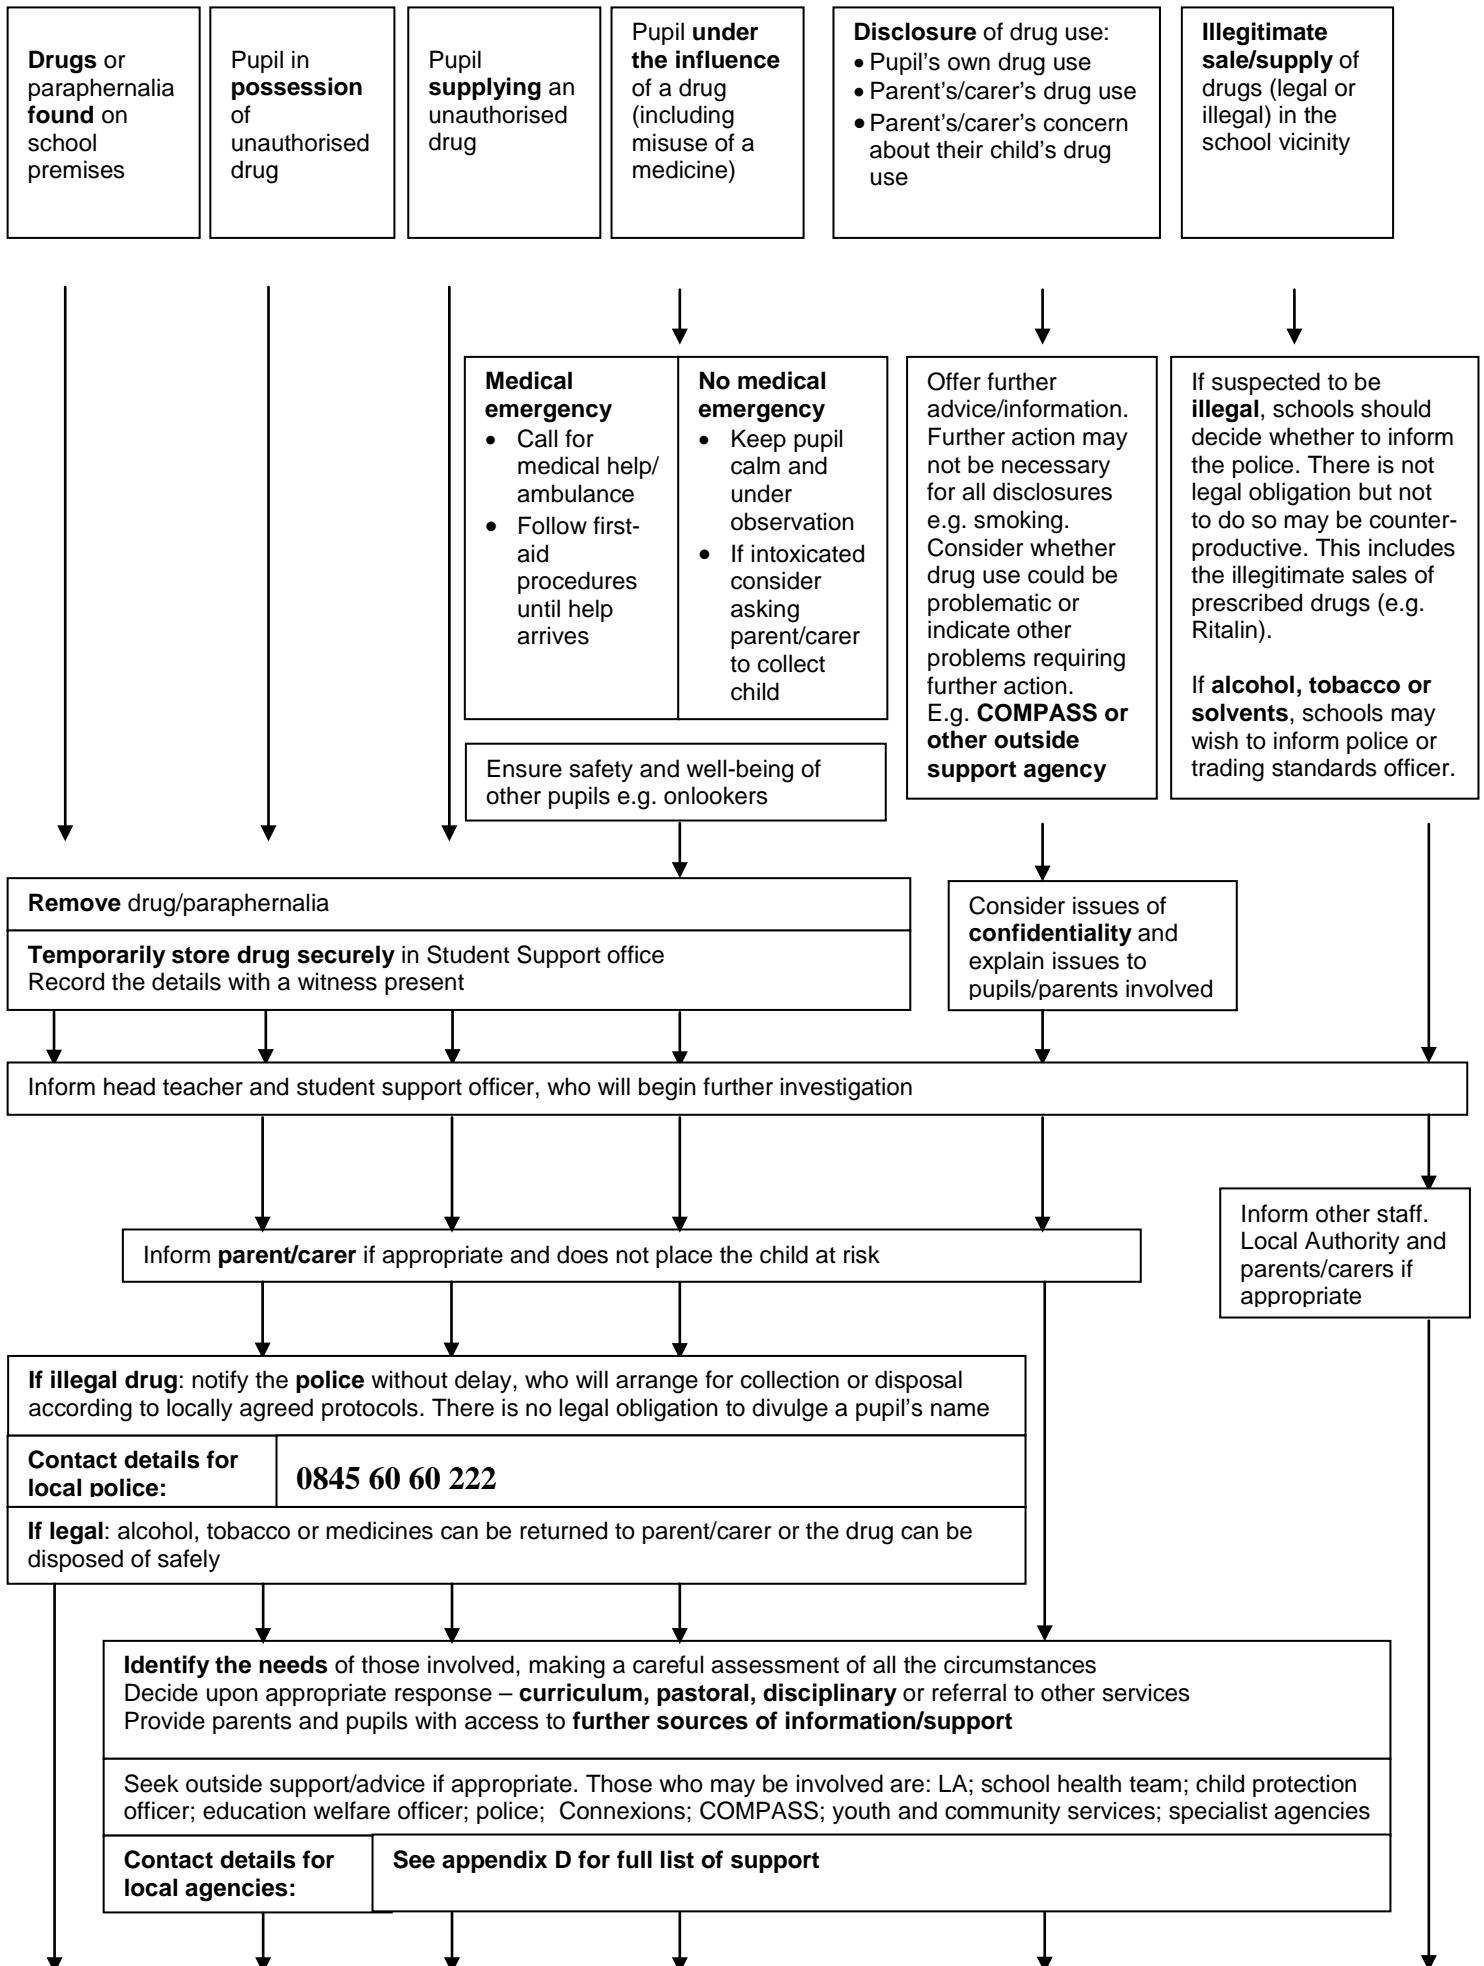 Drugs or
paraphernalia
found on
school
premises
Pupil in
possession
of
unauthorised
drug
Pupil
supplying an
unauthorised
drug
Pupil under
the influence
of a drug
(including
misuse of a
medicine)
Disclosure of drug use:
• Pupil's own drug use
• Parent's/carer's drug use
• Parent's/carer's concern
about their child's drug
use
Illegitimate
sale/supply of
drugs (legal or
illegal) in the
school vicinity
Medical
emergency
• Call for
medical help/
ambulance
• Follow first-
aid
procedures
until help
arrives
No medical
emergency
• Keep pupil
calm and
under
observation
• If intoxicated
consider
asking
parent/carer
to collect
child
Offer further
advice/information.
Further action may
not be necessary
for all disclosures
e.g. smoking.
Consider whether
drug use could be
problematic or
indicate other
problems requiring
further action.
E.g. COMPASS or
other outside
support agency
If suspected to be
illegal, schools should
decide whether to inform
the police. There is not
legal obligation but not
to do so may be counter-
productive. This includes
the illegitimate sales of
prescribed drugs (e.g.
Ritalin).
If alcohol, tobacco or
solvents, schools may
wish to inform police or
trading standards officer.
Ensure safety and well-being of
other pupils e.g. onlookers
Remove drug/paraphernalia
Temporarily store drug securely in Student Support office
Record the details with a witness present
Consider issues of
confidentiality and
explain issues to
pupils/parents involved
Inform head teacher and student support officer, who will begin further investigation
Inform parent/carer if appropriate and does not place the child at risk
Inform other staff.
Local Authority and
parents/carers if
appropriate
If illegal drug: notify the police without delay, who will arrange for collection or disposal
according to locally agreed protocols. There is no legal obligation to divulge a pupil's name
Contact details for
local police:
0845 60 60 222
If legal: alcohol, tobacco or medicines can be returned to parent/carer or the drug can be
disposed of safely
Identify the needs of those involved, making a careful assessment of all the circumstances
Decide upon appropriate response – curriculum, pastoral, disciplinary or referral to other services
Provide parents and pupils with access to further sources of information/support
Seek outside support/advice if appropriate. Those who may be involved are: LA; school health team; child protection
officer; education welfare officer; police; Connexions; COMPASS; youth and community services; specialist agencies
Contact details for
local agencies:
See appendix D for full list of support